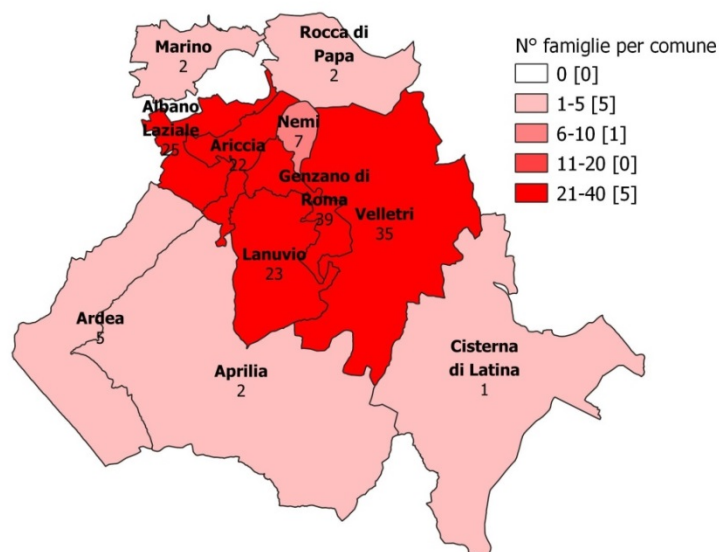 Marino
2
Rocca di
Papa
2
N° famiglie per comune
0 [0]
1-5 [5]
6-10 [1]
11-20 [0]
21-40 [5]
Albano
Laziale
25
Ariccia
22
Nemi
7
Genzano di
Roma
39
Velletri
35
Lanuvio
23
Ardea
5
Aprilia
2
Cisterna
di Latina
1